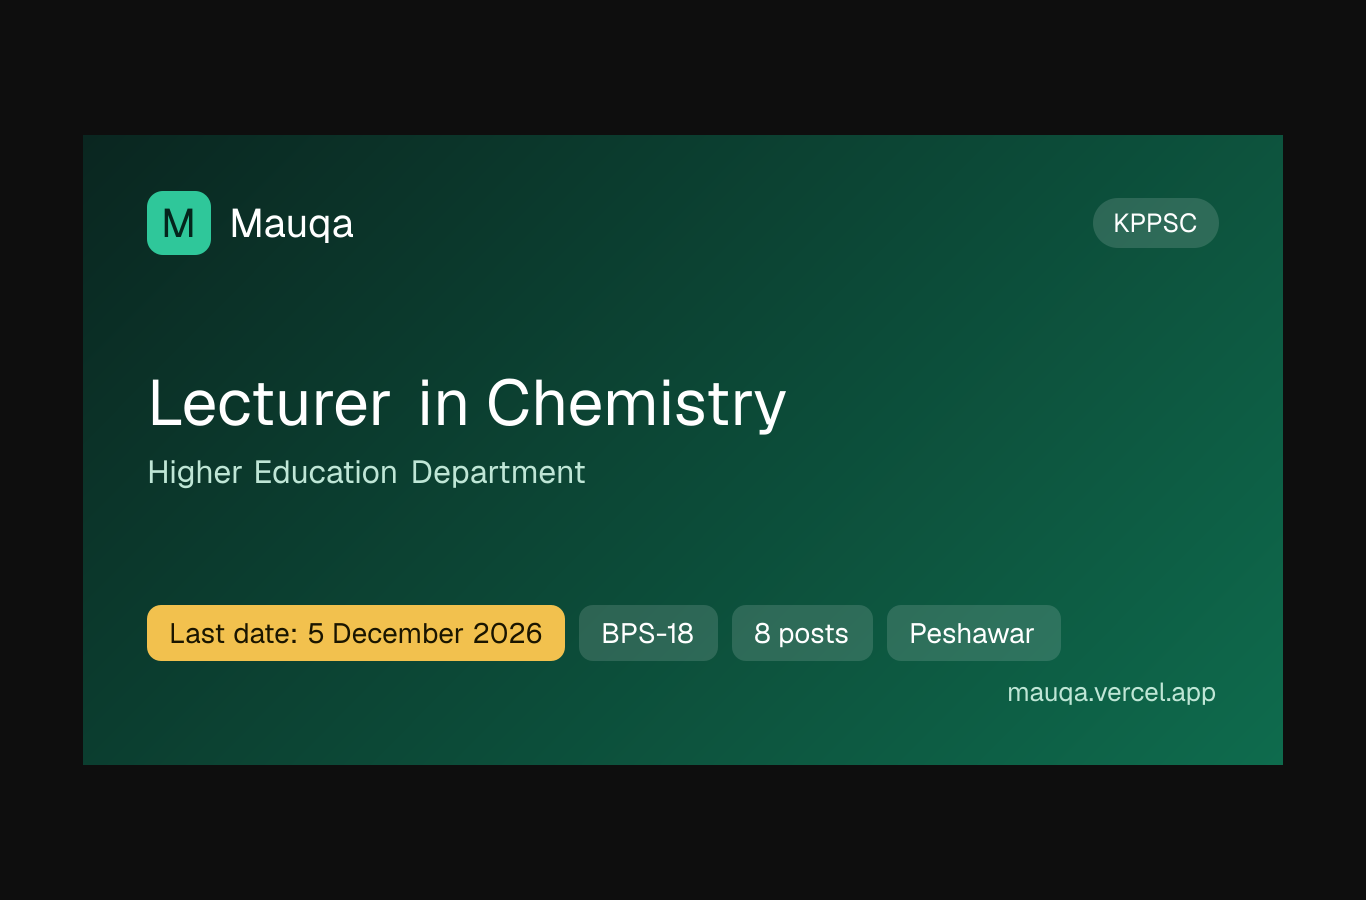 M Mauqa
KPPSC
Lecturer in Chemistry
Higher Education Department
Last date: 5 December 2026
BPS-18
8 posts
Peshawar
mauqa.vercel.app